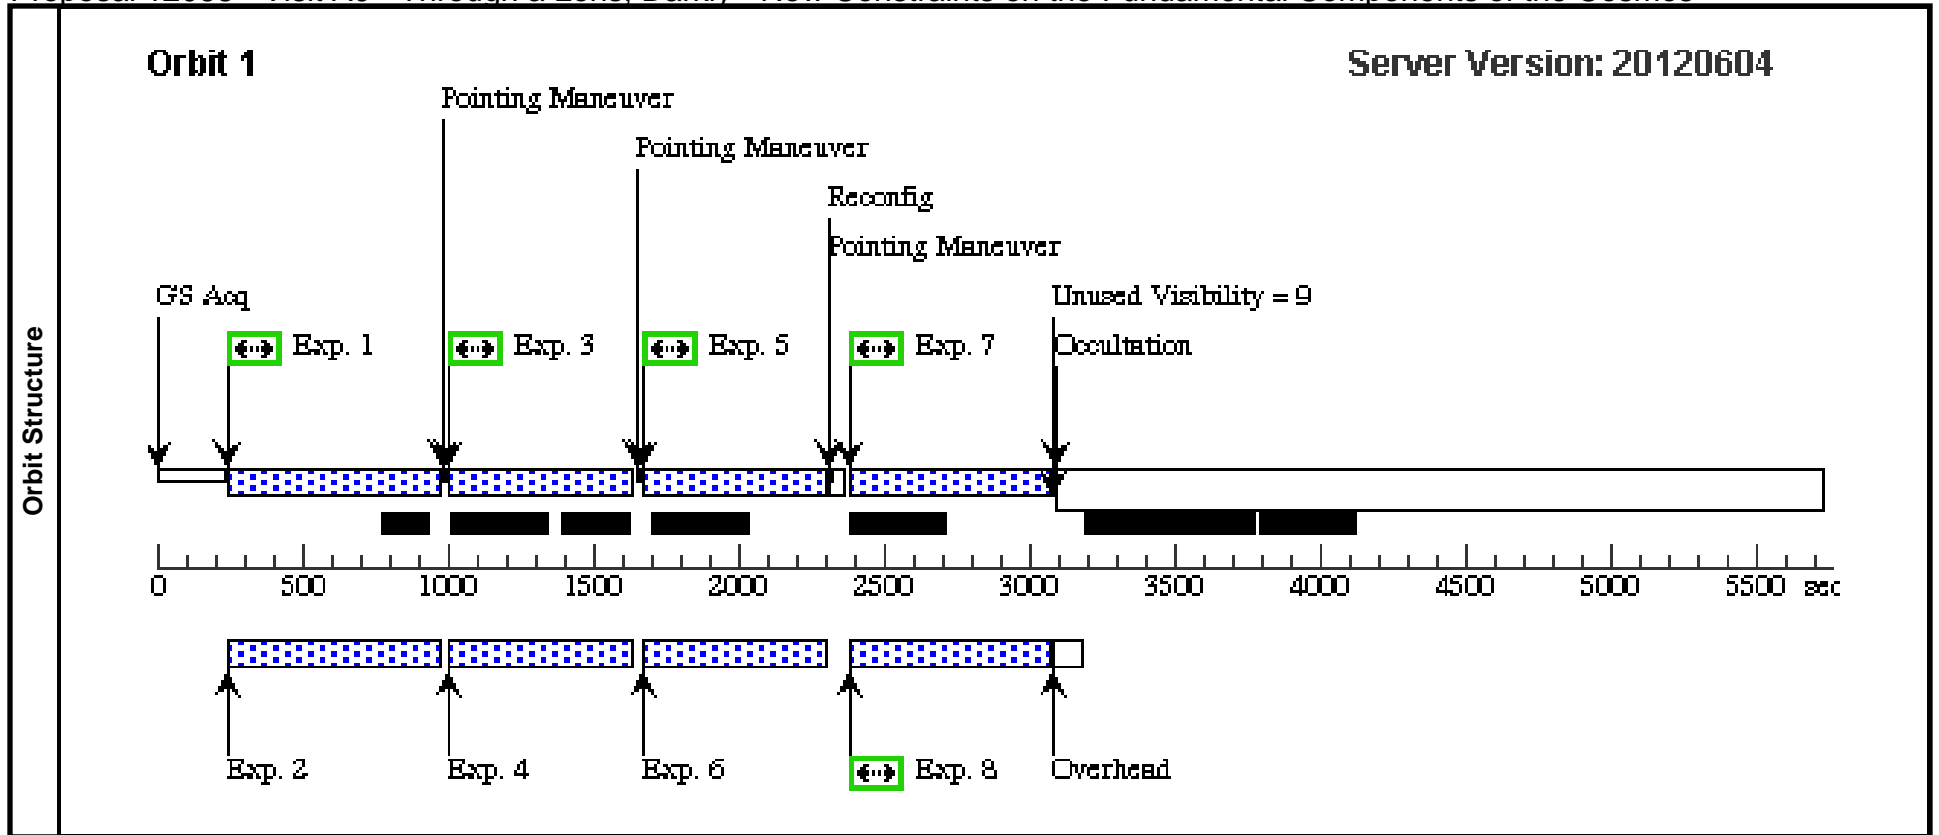 Orbit 1
Server Version: 20120604
Pointing Maneuver
Pointing Maneuver
Reconfig
Pointing Maneuver
GS Acq
Unused Visibility = 9
Exp. 1
Exp. 3
Exp. 5
Exp. 7
Occultation
Orbit Structure
0 500 1000 1500 2000 2500 3000 3500 4000 4500 5000 5500 sec
Exp. 2
Exp. 4
Exp. 6
Exp. 8
Overhead